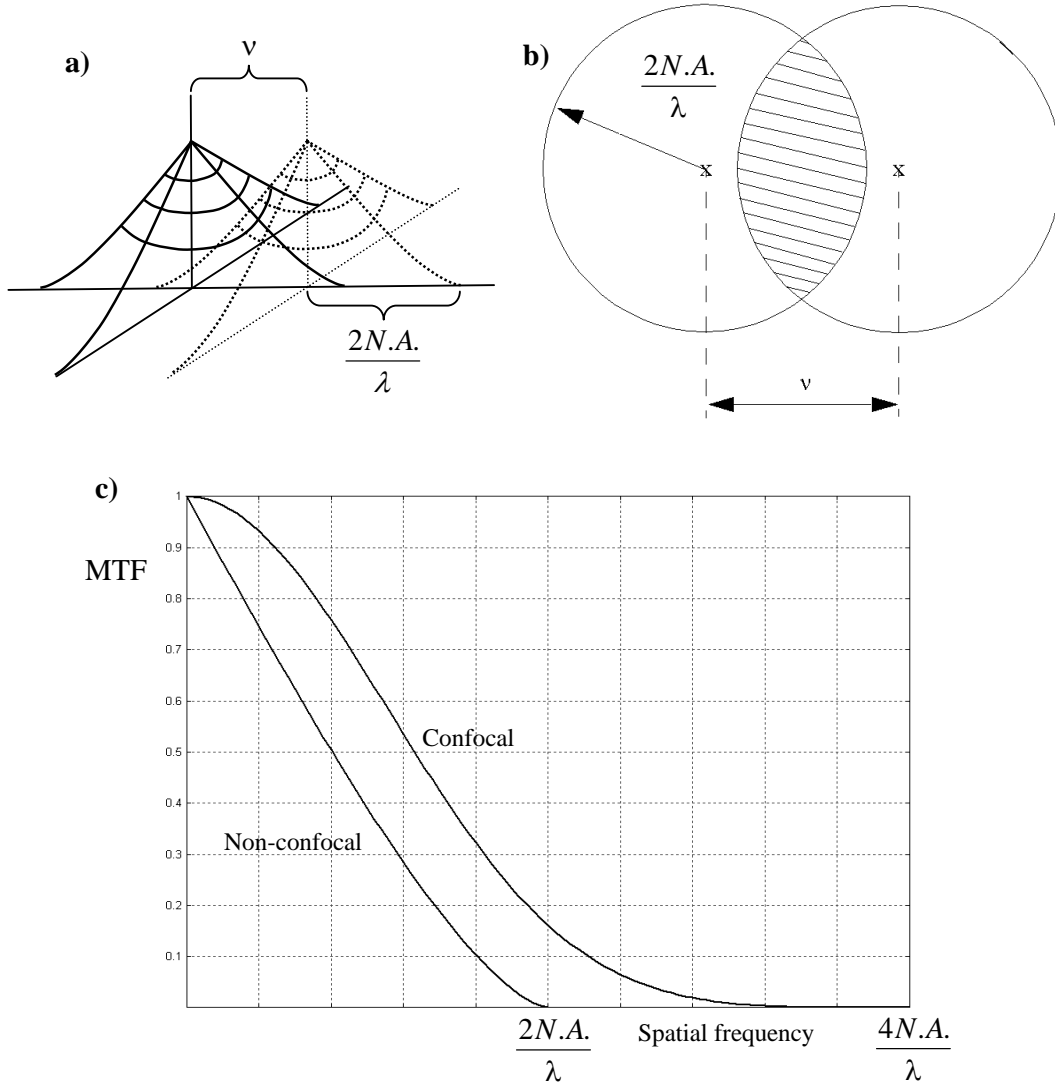 a)
ν
2N.A.
λ
b)
2N.A.
λ
x x
ν
c)
MTF
1
0.9
0.8
0.7
0.6
0.5
0.4
0.3
0.2
0.1
Confocal
Non-confocal
2N.A.
λ
Spatial frequency
4N.A.
λ